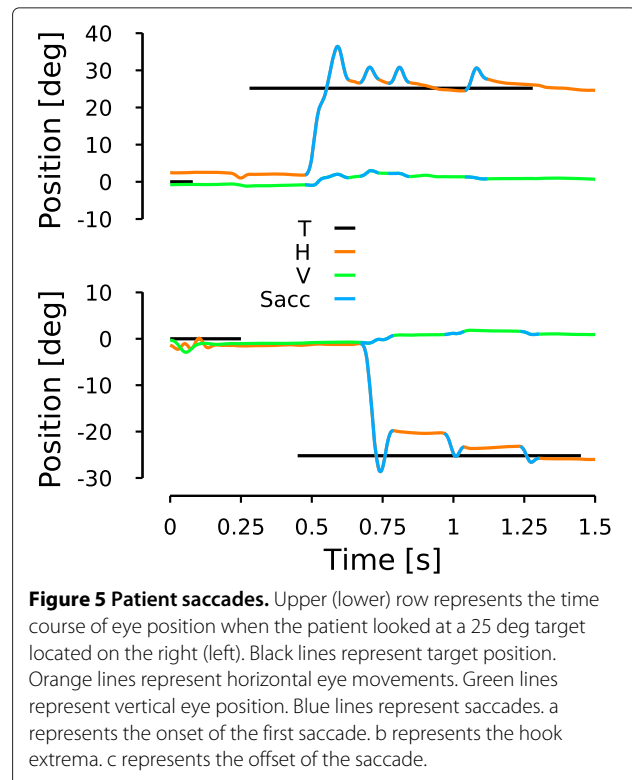 40
30
20
10
0
-10
Position [deg]
T
H
V
Sacc
10
0
-10
-20
-30
Position [deg]
0 0.25 0.5 0.75 1 1.25 1.5
Time [s]
Figure 5 Patient saccades. Upper (lower) row represents the time
course of eye position when the patient looked at a 25 deg target
located on the right (left). Black lines represent target position.
Orange lines represent horizontal eye movements. Green lines
represent vertical eye position. Blue lines represent saccades. a
represents the onset of the first saccade. b represents the hook
extrema. c represents the offset of the saccade.